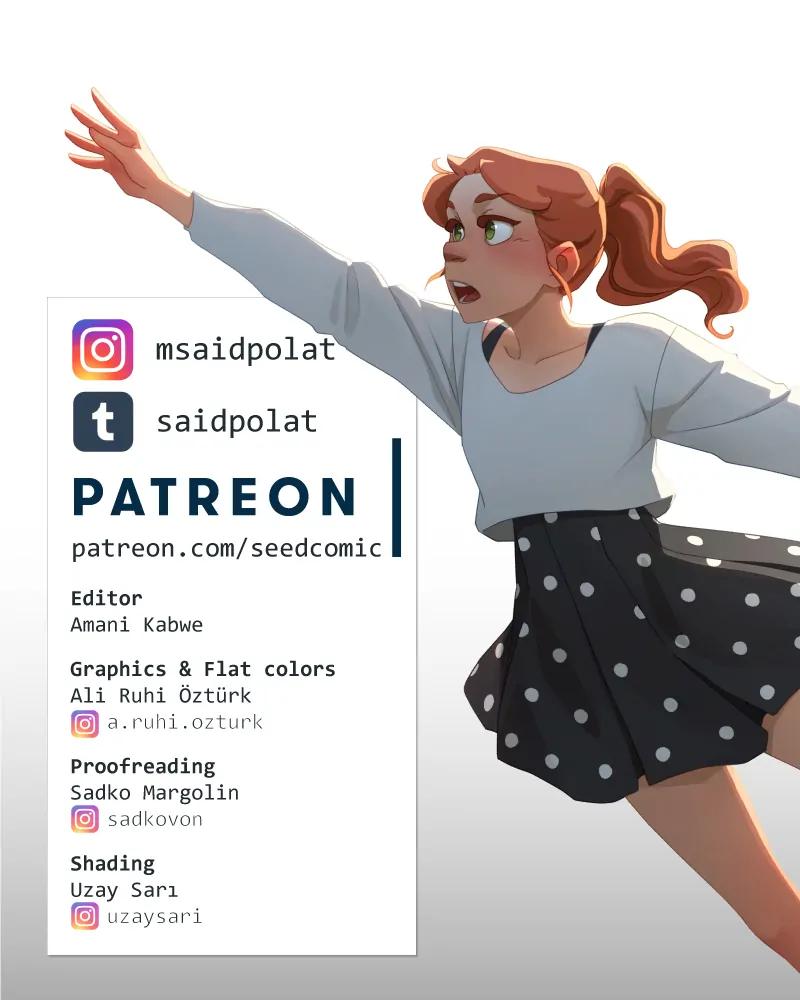 msaidpolat
t
saidpolat
PATREON
patreon.com/seedcomic
Editor
Amani Kabwe
Graphics & Flat colors
Ali Ruhi Öztürk
a.ruhi.ozturk
Proofreading
Sadko Margolin
sadkovon
Shading
Uzay Sarı
uzaysari